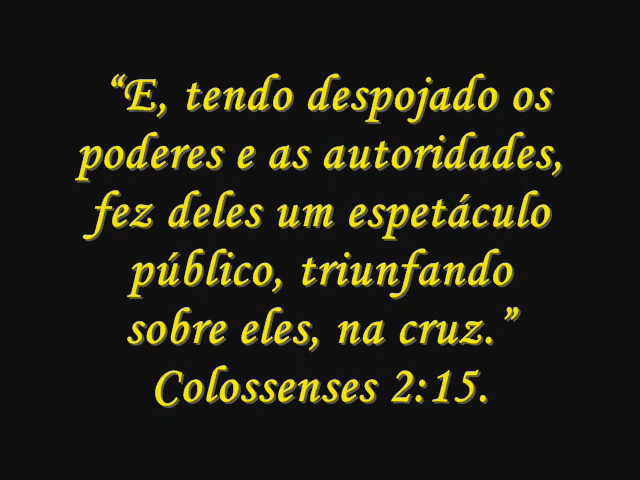 “E, tendo despojado os
poderes e as autoridades,
fez deles um espetáculo
público, triunfando
sobre eles, na cruz.”
Colossenses 2:15.